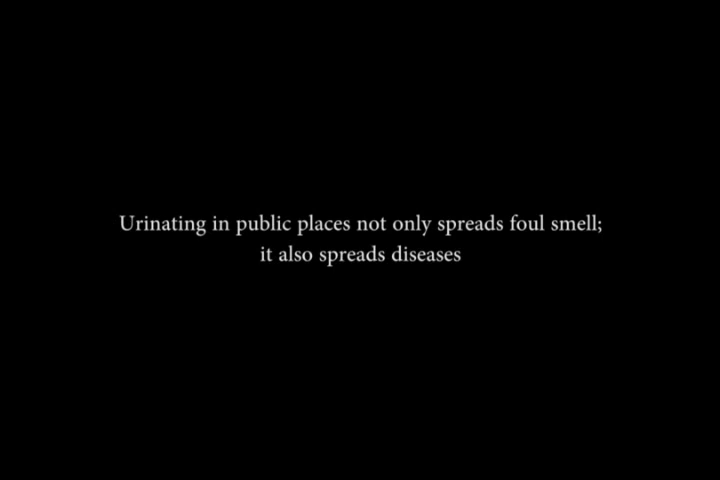 Urinating in public places not only spreads foul smell;
it also spreads diseases